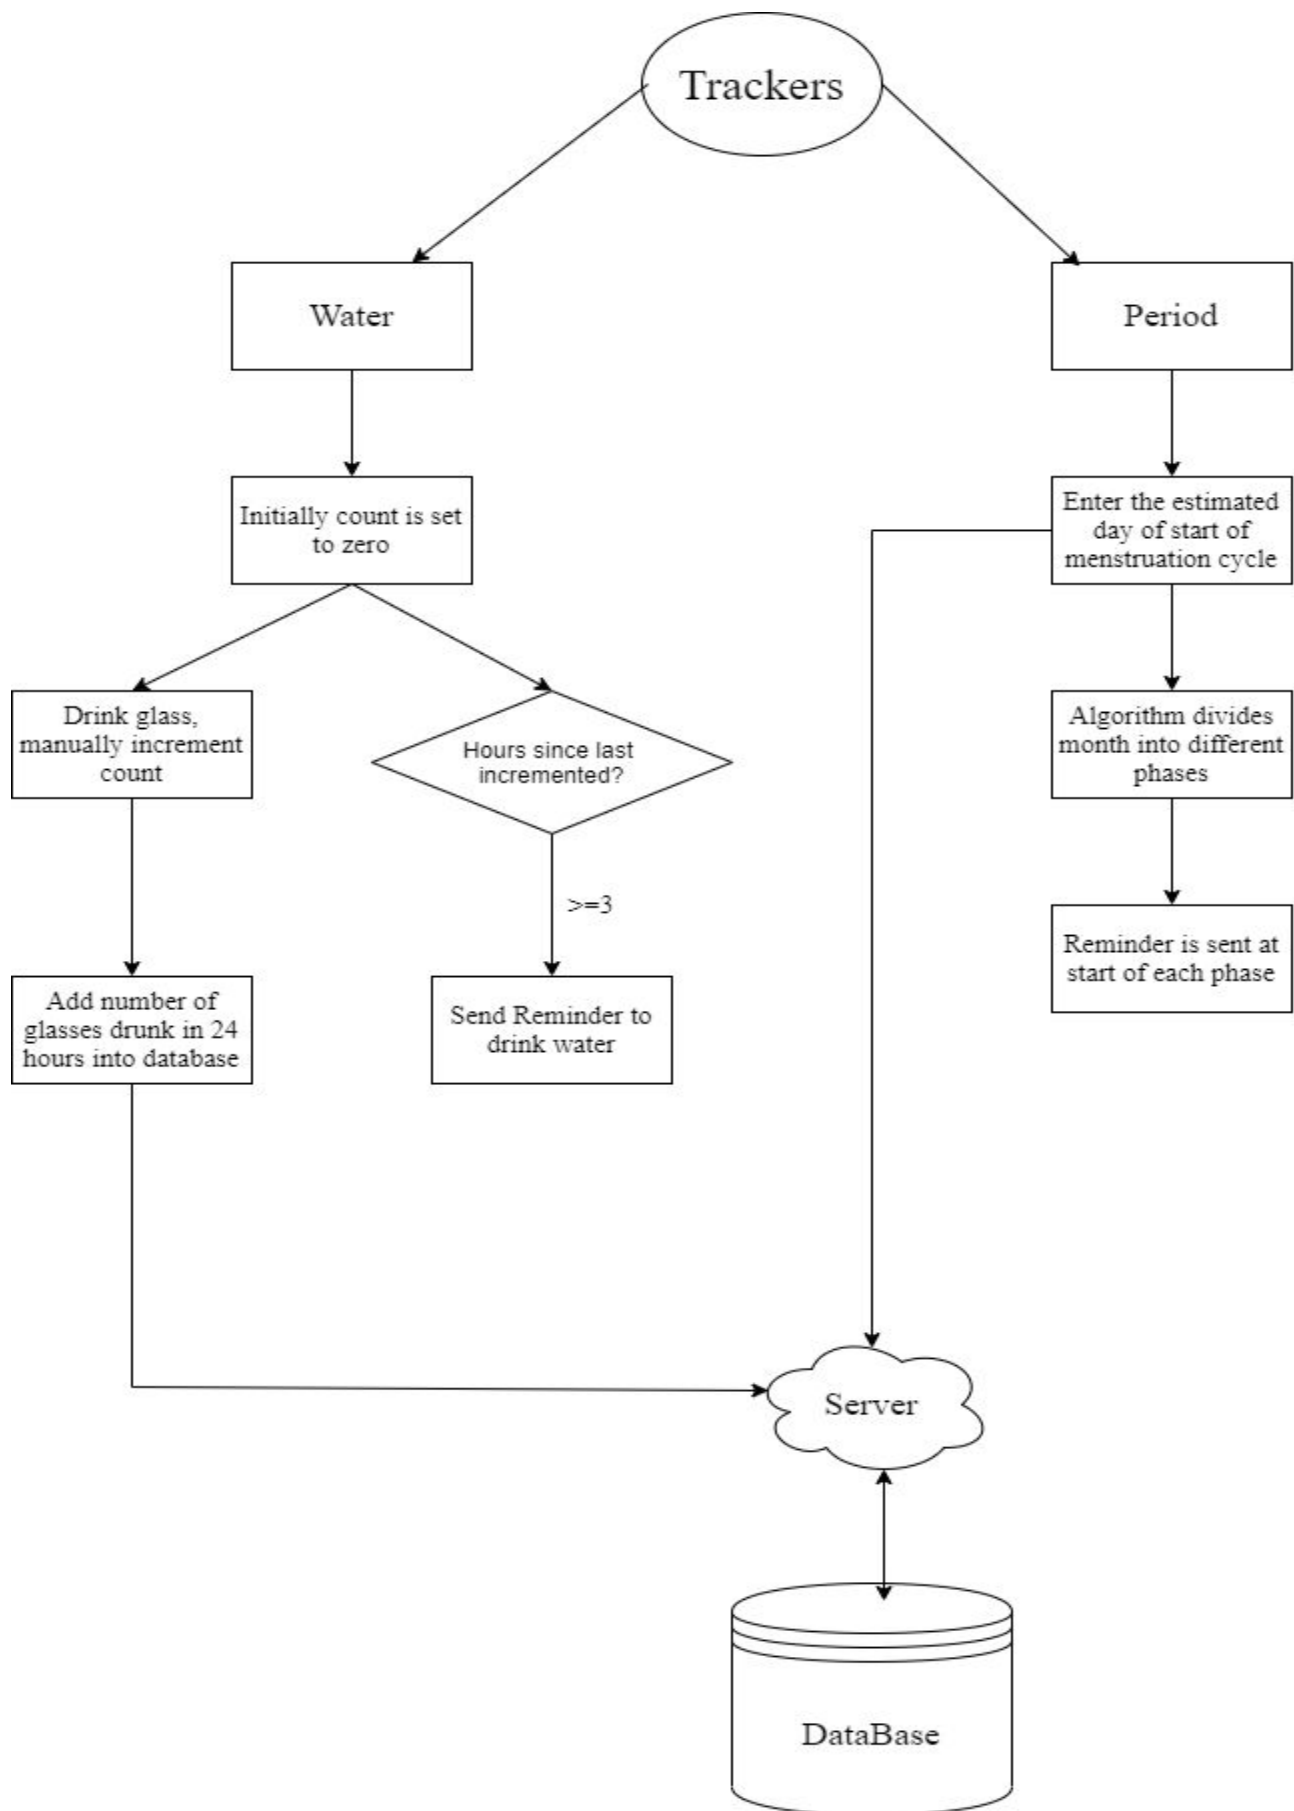 Trackers
Water
Period
Initially count is set
to zero
Enter the estimated
day of start of
menstruation cycle
Drink glass,
manually increment
count
Hours since last
incremented?
Algorithm divides
month into different
phases
>=3
Reminder is sent at
start of each phase
Add number of
glasses drunk in 24
hours into database
Send Reminder to
drink water
Server
DataBase